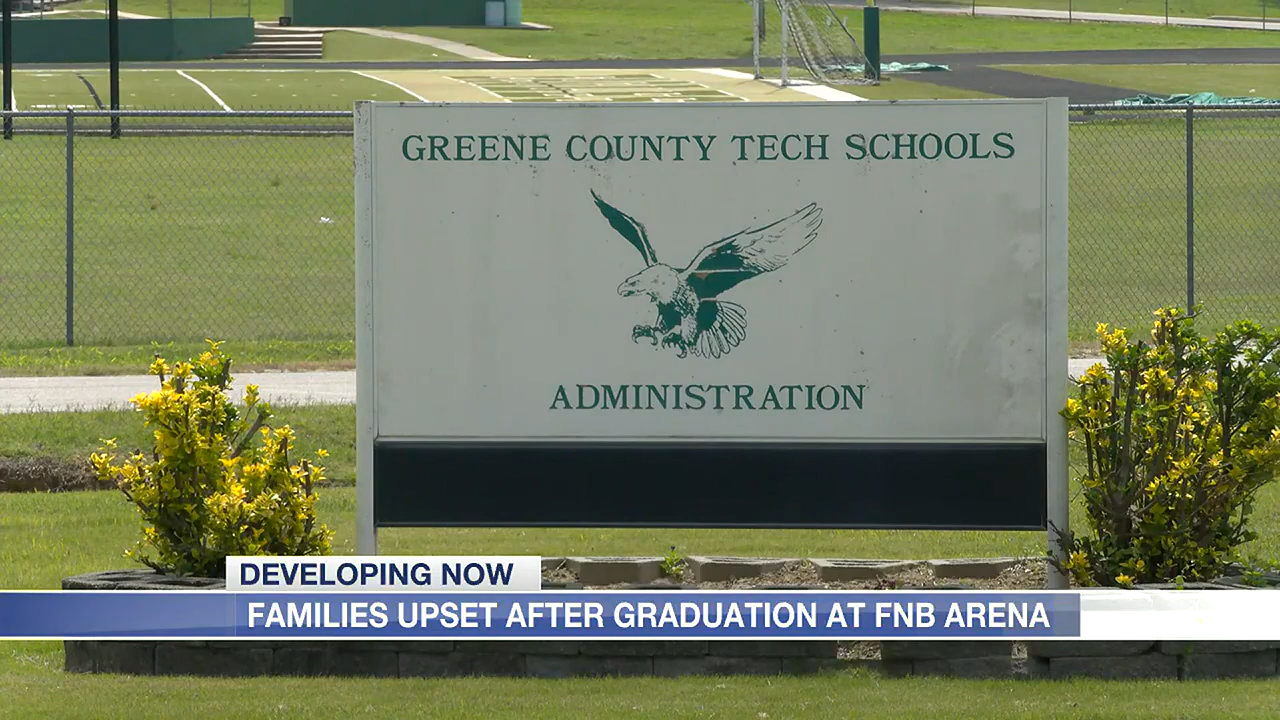 GREENE COUNTY TECH SCHOOLS
ADMINISTRATION
DEVELOPING NOW
FAMILIES UPSET AFTER GRADUATION AT FNB ARENA